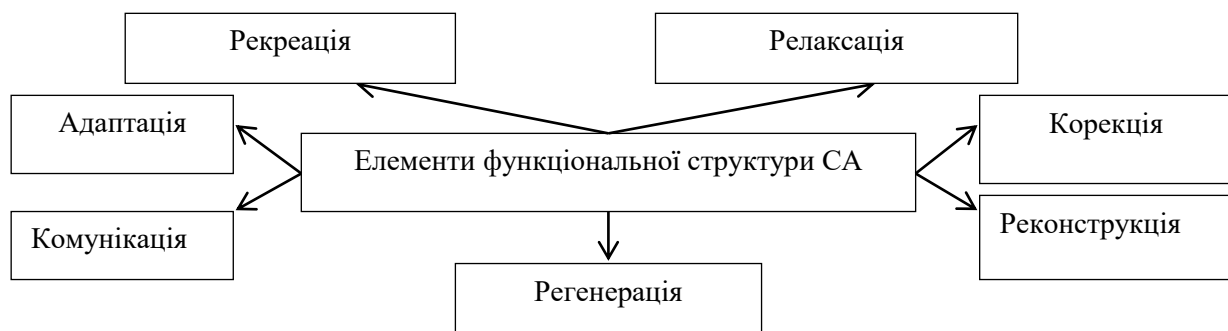 Рекреація
Релаксація
Адаптація
Корекція
Елементи функціональної структури СА
Комунікація
Реконструкція
Регенерація